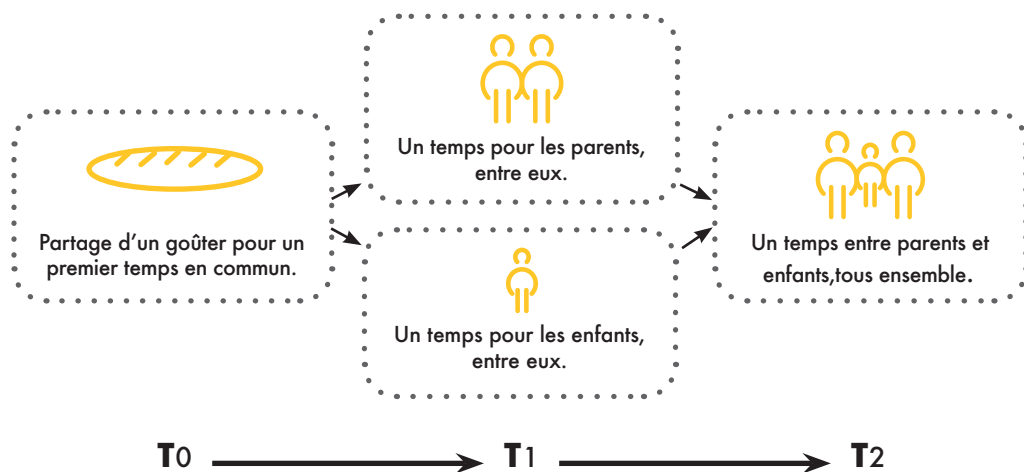 Partage d'un goûter pour un
premier temps en commun.
Un temps pour les parents,
entre eux.
Un temps pour les enfants,
entre eux.
Un temps entre parents et
enfants,tous ensemble.
T0
T1
T2